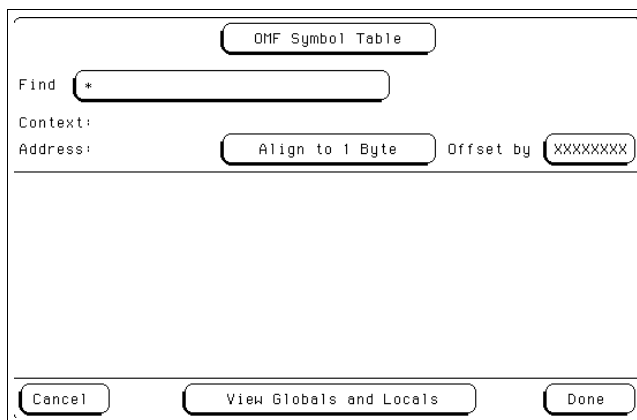 OMF Symbol Table
Find *
Context:
Address: Align to 1 Byte Offset by XXXXXXXX
Cancel View Globals and Locals Done